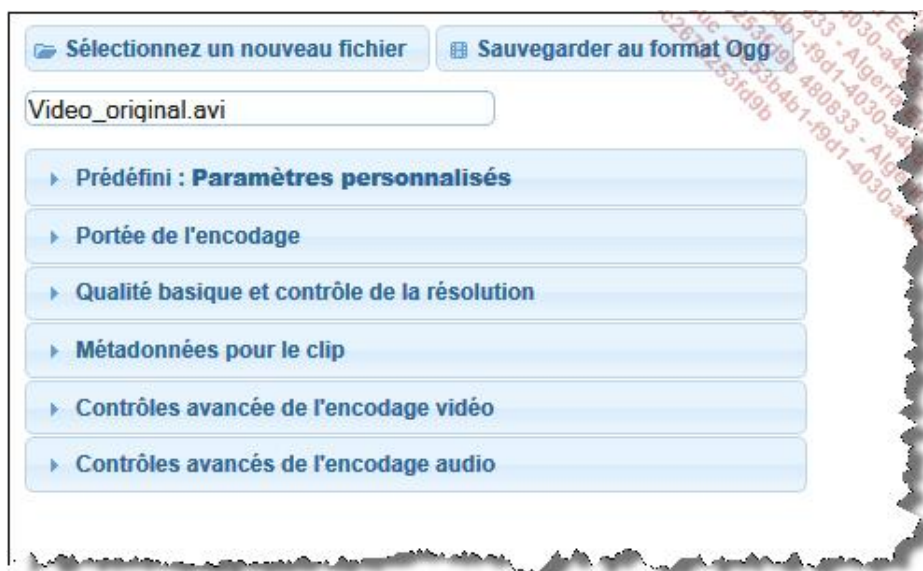 Sélectionnez un nouveau fichier
Sauvegarder au format Ogg
Video_original.avi
Prédéfini : Paramètres personnalisés
Portée de l'encodage
Qualité basique et contrôle de la résolution
Métadonnées pour le clip
Contrôles avancée de l'encodage vidéo
Contrôles avancés de l'encodage audio